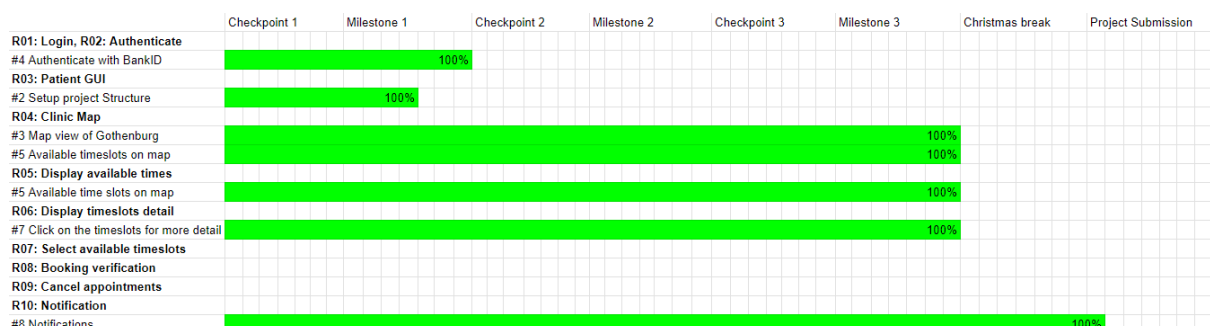 Checkpoint 1 Milestone 1 Checkpoint 2 Milestone 2 Checkpoint 3 Milestone 3 Christmas break Project Submission
R01: Login, R02: Authenticate
#4 Authenticate with BankID 100%
R03: Patient GUI
#2 Setup project Structure 100%
R04: Clinic Map
#3 Map view of Gothenburg 100%
#5 Available timeslots on map 100%
R05: Display available times
#5 Available time slots on map 100%
R06: Display timeslots detail
#7 Click on the timeslots for more detail 100%
R07: Select available timeslots
R08: Booking verification
R09: Cancel appointments
R10: Notification
#8 Notifications 100%